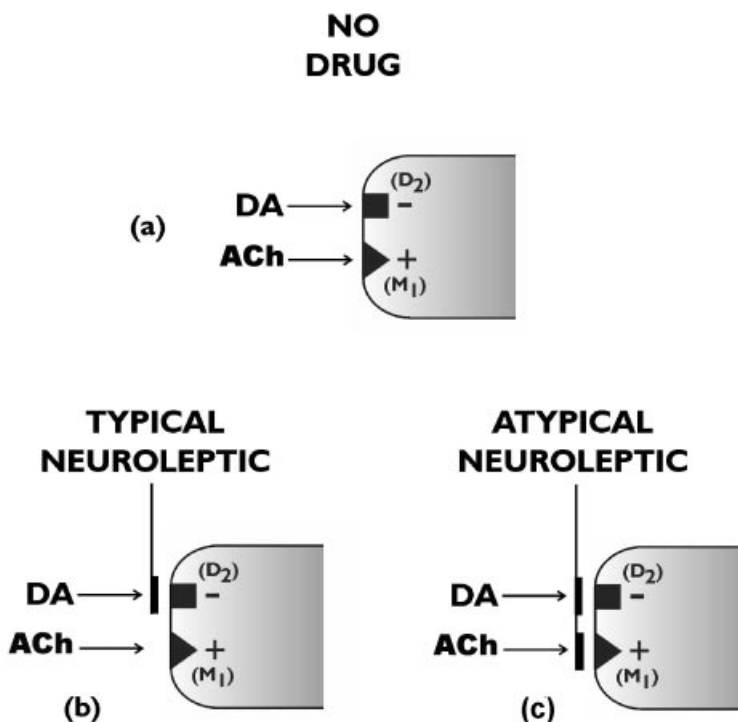 NO
DRUG
(D2)
DA -
(a)
ACh +
(M1)
TYPICAL
NEUROLEPTIC
(D2)
DA -
ACh +
(M1)
(b)
ATYPICAL
NEUROLEPTIC
(D2)
DA -
ACh +
(M1)
(c)